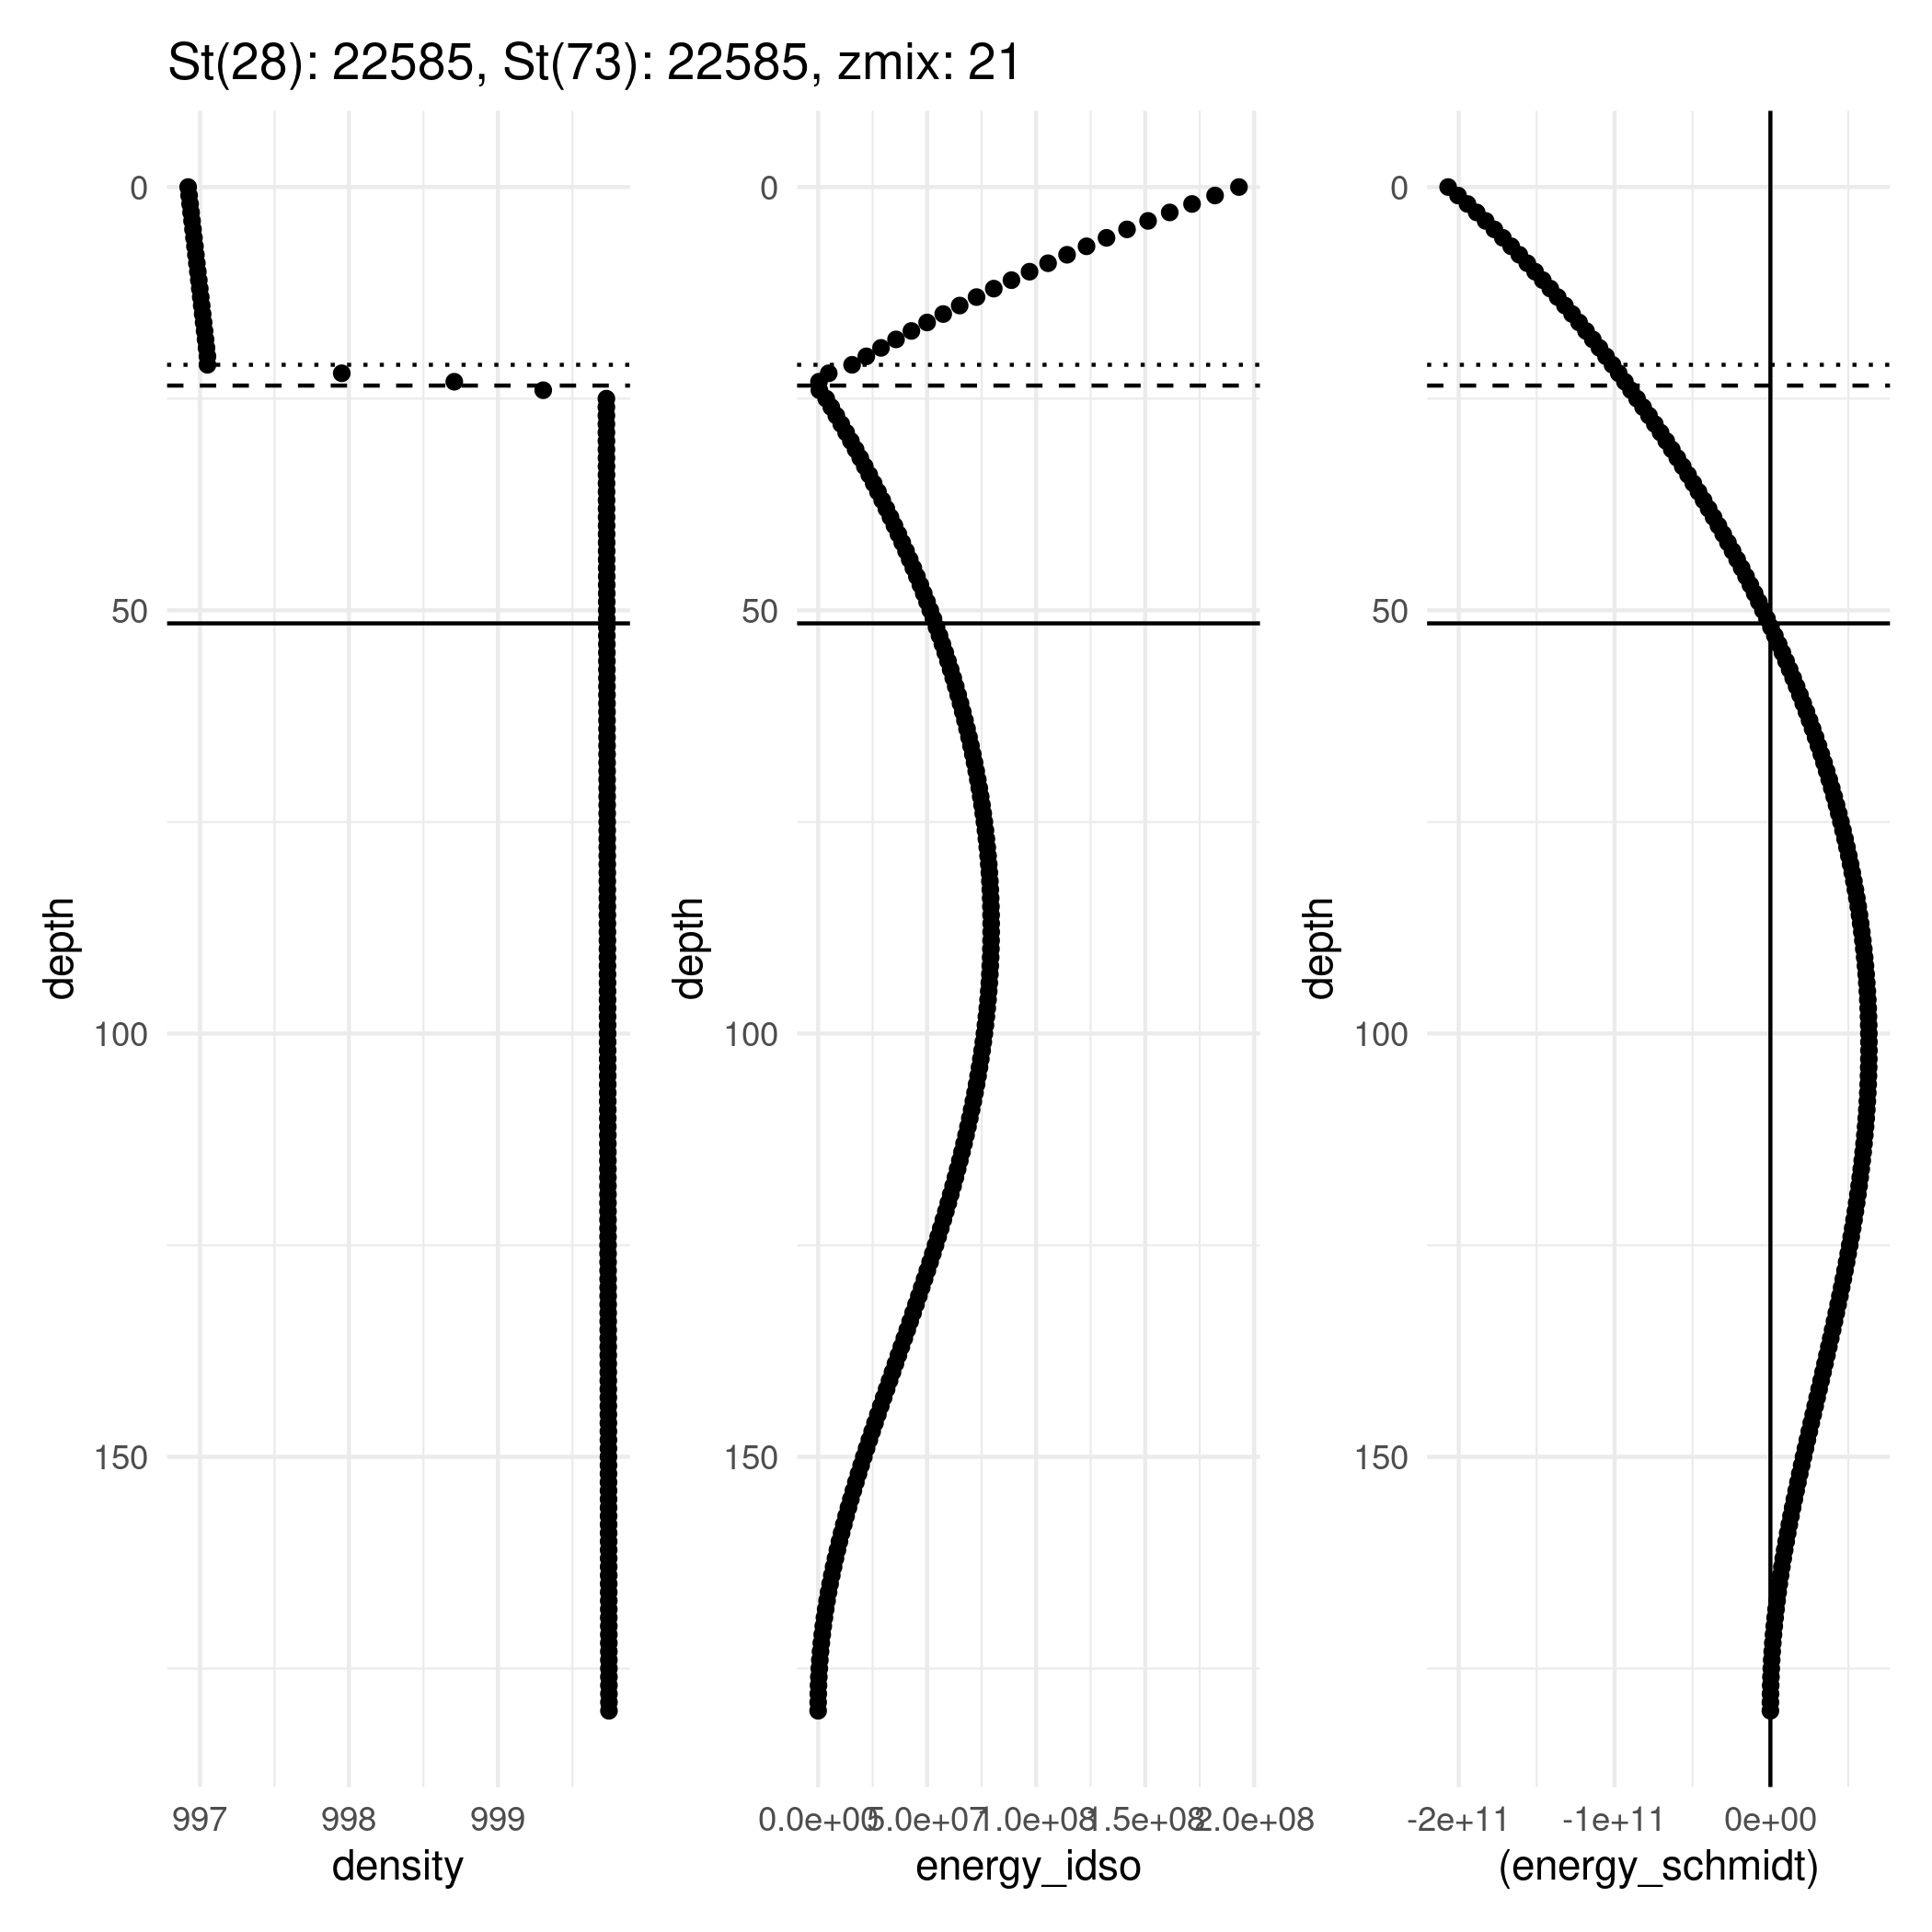 St(28): 22585, St(73): 22585, zmix: 21
0
50
100
150
depth
997
998
999
density
0
50
100
150
depth
0.0e+00
5.0e+07
1.0e+08
1.5e+08
2.0e+08
energy_idso
0
50
100
150
depth
-2e+11
-1e+11
0e+00
(energy_schmidt)